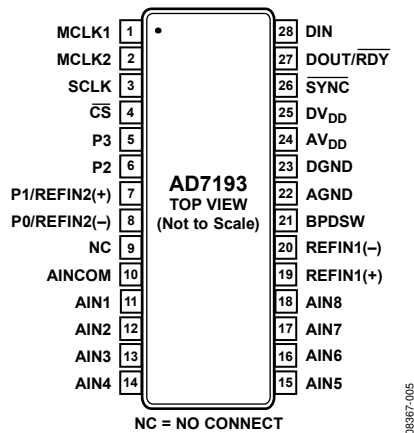 MCLK1 1
MCLK2 2
SCLK 3
C̅S̅ 4
P3 5
P2 6
P1/REFIN2(+) 7
P0/REFIN2(–) 8
NC 9
AINCOM 10
AIN1 11
AIN2 12
AIN3 13
AIN4 14
AD7193
TOP VIEW
(Not to Scale)
28 DIN
27 DOUT/R̅D̅Y̅
26 S̅Y̅N̅C̅
25 DVDD
24 AVDD
23 DGND
22 AGND
21 BPDSW
20 REFIN1(–)
19 REFIN1(+)
18 AIN8
17 AIN7
16 AIN6
15 AIN5
NC = NO CONNECT
08367-005